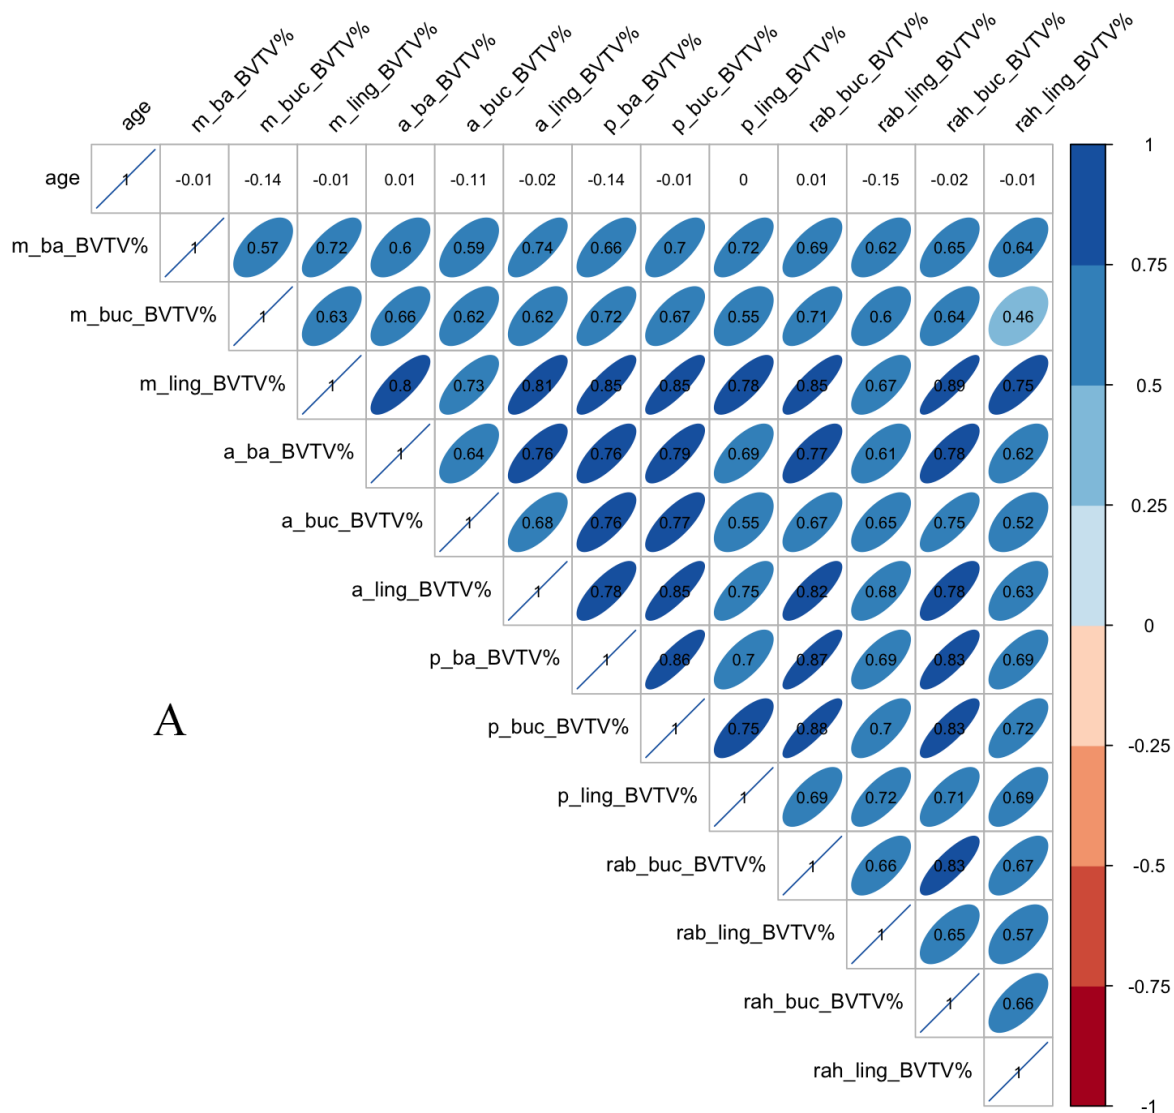 age m_ba_BVTV% m_buc_BVTV% m_ling_BVTV% a_ba_BVTV% a_buc_BVTV% a_ling_BVTV% p_ba_BVTV% p_buc_BVTV% p_ling_BVTV% rab_buc_BVTV% rab_ling_BVTV% rah_buc_BVTV% rah_ling_BVTV%
age 1 -0.01 -0.14 -0.01 0.01 -0.11 -0.02 -0.14 -0.01 0 0.01 -0.15 -0.02 -0.01
m_ba_BVTV% 1 0.57 0.72 0.6 0.59 0.74 0.66 0.7 0.72 0.69 0.62 0.65 0.64
m_buc_BVTV% 1 0.63 0.66 0.62 0.62 0.72 0.67 0.55 0.71 0.6 0.64 0.46
m_ling_BVTV% 1 0.8 0.73 0.81 0.85 0.85 0.78 0.85 0.67 0.89 0.75
a_ba_BVTV% 1 0.64 0.76 0.76 0.79 0.69 0.77 0.61 0.78 0.62
a_buc_BVTV% 1 0.68 0.76 0.77 0.55 0.67 0.65 0.75 0.52
a_ling_BVTV% 1 0.78 0.85 0.75 0.82 0.68 0.78 0.63
p_ba_BVTV% 1 0.86 0.7 0.87 0.69 0.83 0.69
A
p_buc_BVTV% 1 0.75 0.88 0.7 0.83 0.72
p_ling_BVTV% 1 0.69 0.72 0.71 0.69
rab_buc_BVTV% 1 0.66 0.83 0.67
rab_ling_BVTV% 1 0.65 0.57
rah_buc_BVTV% 1 0.66
rah_ling_BVTV% 1
1
0.75
0.5
0.25
0
-0.25
-0.5
-0.75
-1